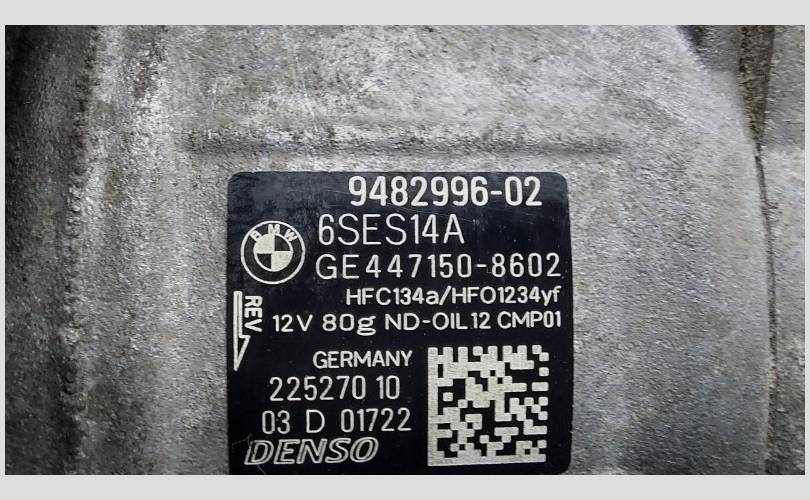 9482996-02
BMW
6SES14A
GE447150-8602
HFC134a/HFO1234yf
REV
12V 80g ND-OIL12 CMP01
GERMANY
225270 10
03 D 01722
DENSO